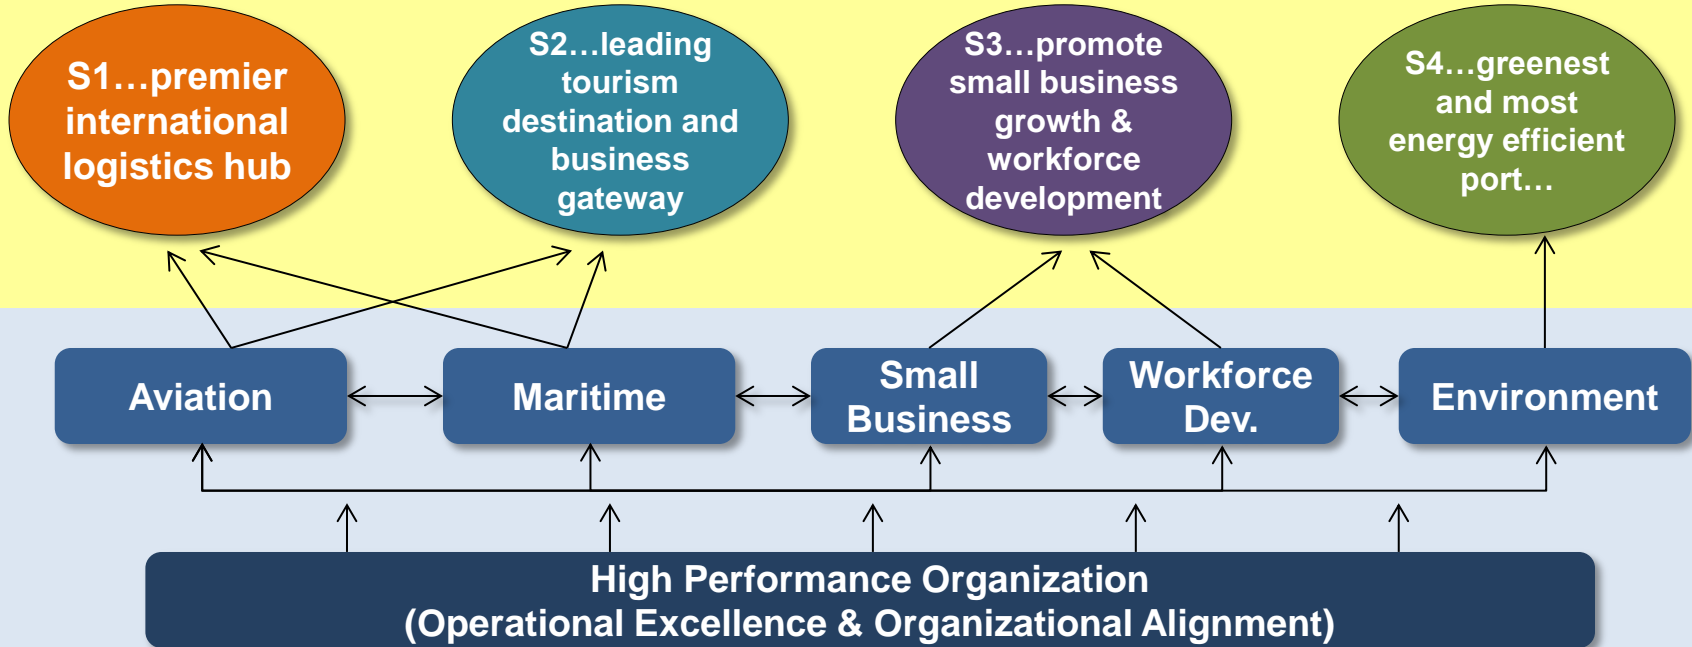 S1…premier
international
logistics hub
S2…leading
tourism
destination and
business
gateway
S3…promote
small business
growth &
workforce
development
S4…greenest
and most
energy efficient
port…
Aviation
Maritime
Small
Business
Workforce
Dev.
Environment
High Performance Organization
(Operational Excellence & Organizational Alignment)